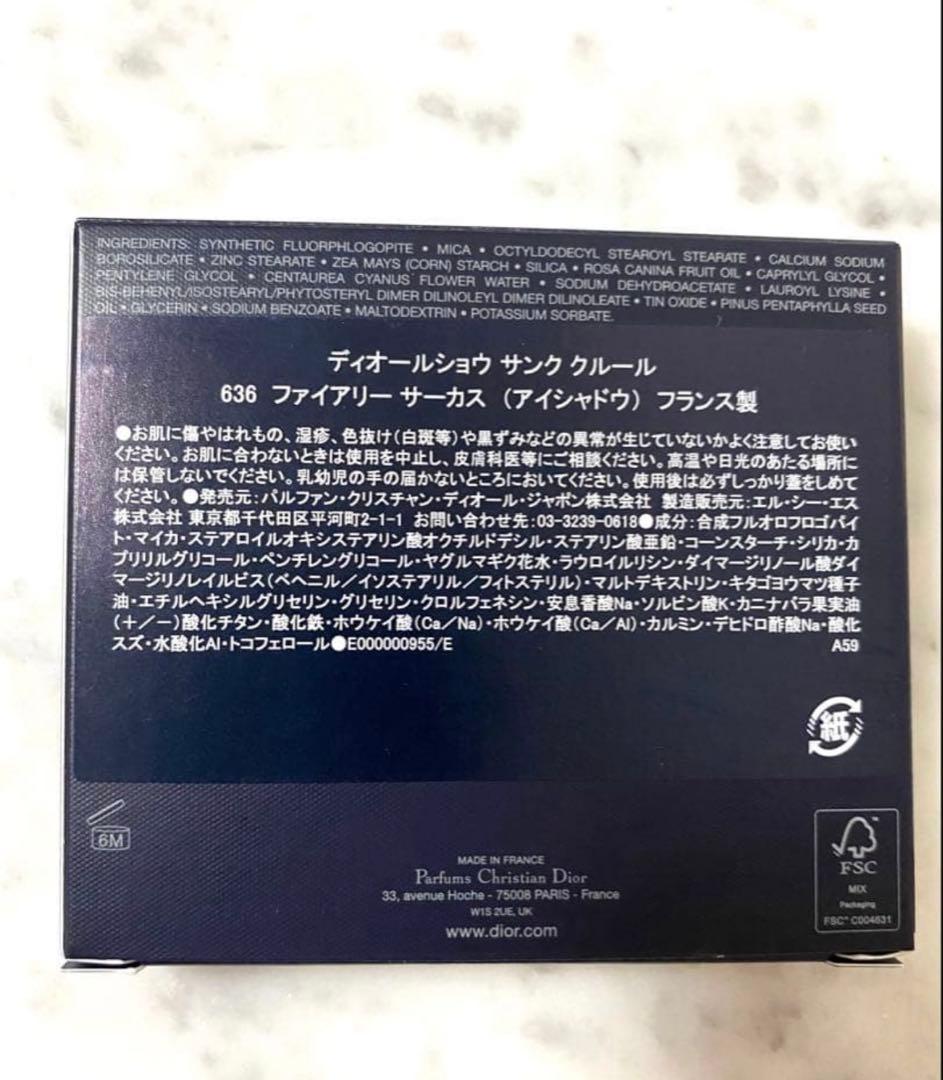 INGREDIENTS: SYNTHETIC FLUORPHLOGOPITE • MICA • OCTYLDODECYL STEAROYL STEARATE • CALCIUM SODIUM
BOROSILICATE • ZINC STEARATE • ZEA MAYS (CORN) STARCH • SILICA • ROSA CANINA FRUIT OIL • CAPRYLYL GLYCOL •
PENTYLENE GLYCOL • CENTAUREA CYANUS FLOWER WATER • SODIUM DEHYDROACETATE • LAUROYL LYSINE •
BIS-BEHENYL/ISOSTEARYL/PHYTOSTERYL DIMER DILINOLEYL DIMER DILINOLEATE • TIN OXIDE • PINUS PENTAPHYLLA SEED
OIL • GLYCERIN • SODIUM BENZOATE • MALTODEXTRIN • POTASSIUM SORBATE.
ディオールショウ サンク クルール
636 ファイアリー サーカス (アイシャドウ) フランス製
●お肌に傷やはれもの、湿疹、色抜け(白斑等)や黒ずみなどの異常が生じていないかよく注意してお使い
ください。お肌に合わないときは使用を中止し、皮膚科医等にご相談ください。高温や日光のあたる場所に
は保管しないでください。乳幼児の手の届かないところにおいてください。使用後は必ずしっかり蓋をしめて
ください。●発売元:パルファン・クリスチャン・ディオール・ジャポン株式会社 製造販売元:エル・シー・エス
株式会社 東京都千代田区平河町2-1-1 お問い合わせ先:03-3239-0618●成分:合成フルオロフロゴパイ
ト・マイカ・ステアロイルオキシステアリン酸オクチルドデシル・ステアリン酸亜鉛・コーンスターチ・シリカ・カ
プリリルグリコール・ペンチレングリコール・ヤグルマギク花水・ラウロイルリシン・ダイマージリノール酸ダイ
マージリノレイルビス(ベヘニル/イソステアリル/フィトステリル)・マルトデキストリン・キタゴヨウマツ種子
油・エチルヘキシルグリセリン・グリセリン・クロルフェネシン・安息香酸Na・ソルビン酸K・カニナバラ果実油
(+/-)酸化チタン・酸化鉄・ホウケイ酸(Ca/Na)・ホウケイ酸(Ca/Al)・カルミン・デヒドロ酢酸Na・酸化
スズ・水酸化Al・トコフェロール●E000000955/E A59
紙
6M
MADE IN FRANCE
Parfums Christian Dior
33, avenue Hoche - 75008 PARIS - France
W1S 2UE, UK
www.dior.com
FSC
MIX
Packaging
FSC® C004631